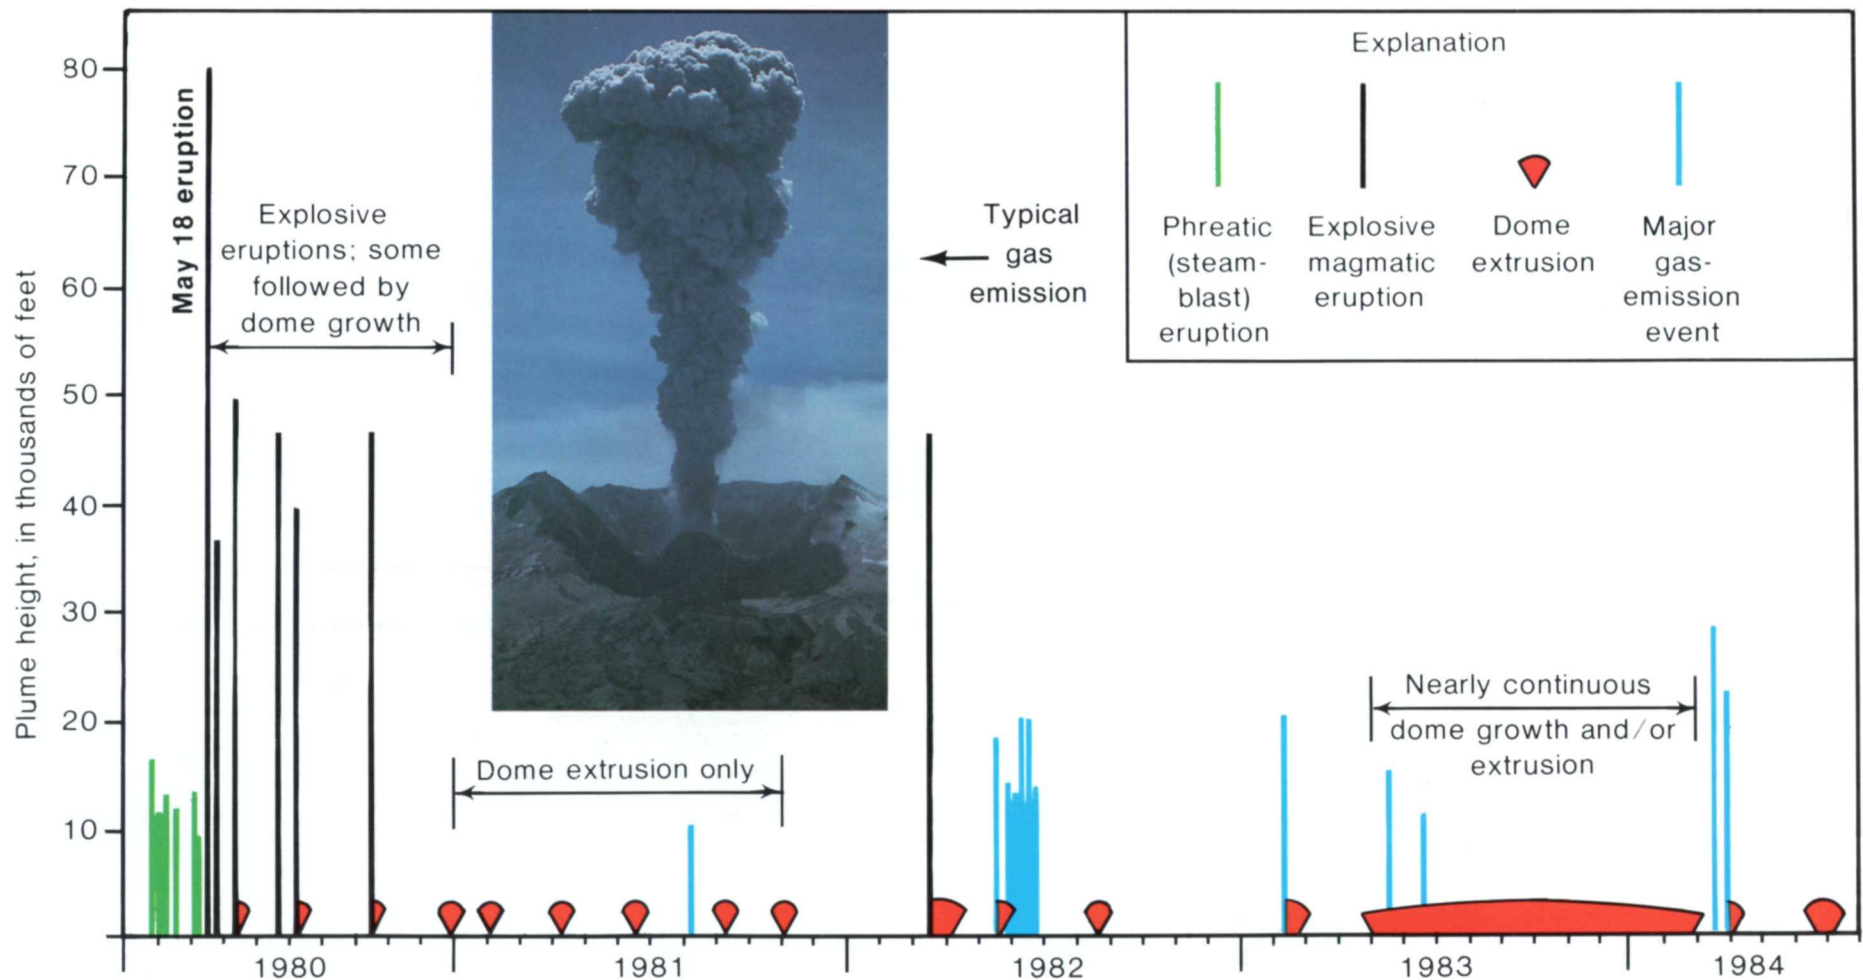 Plume height, in thousands of feet
80
70
60
50
40
30
20
10
May 18 eruption
Explosive
eruptions; some
followed by
dome growth
Typical
gas
emission
Explanation
Phreatic
(steam-
blast)
eruption
Explosive
magmatic
eruption
Dome
extrusion
Major
gas-
emission
event
Dome extrusion only
Nearly continuous
dome growth and/or
extrusion
1980
1981
1982
1983
1984